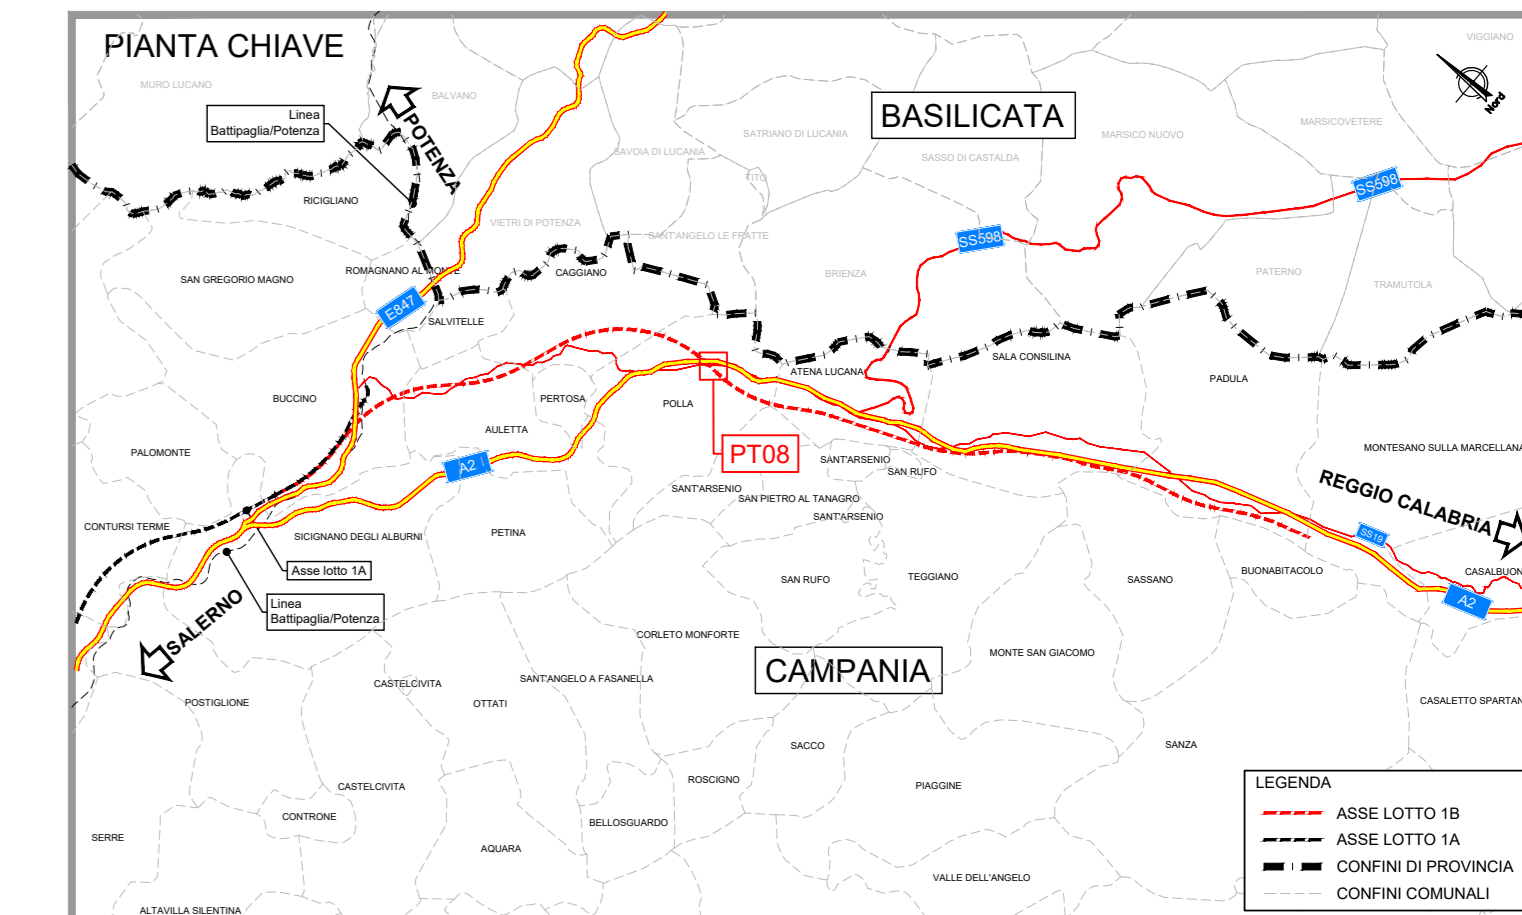 PIANTA CHIAVE
VIGGIANO
MURO LUCANO
BALVANO
Nord
Linea
Battipaglia/Potenza
POTENZA
BASILICATA
SATRIANO DI LUCANIA
MARSICO NUOVO
MARSICOVETERE
SAVOIA DI LUCANIA
SASSO DI CASTALDA
TITO
SS598
RICIGLIANO
VIETRI DI POTENZA
SANT'ANGELO LE FRATTE
SS598
SAN GREGORIO MAGNO
ROMAGNANO AL MONTE
CAGGIANO
BRIENZA
PATERNO
TRAMUTOLA
E847
SALVITELLE
SALA CONSILINA
ATENA LUCANA
PADULA
BUCCINO
PERTOSA
POLLA
AULETTA
PALOMONTE
A2
PT08
SANT'ARSENIO
SAN RUFO
MONTESANO SULLA MARCELLANA
SANT'ARSENIO
SAN PIETRO AL TANAGRO
SANT'ARSENIO
REGGIO CALABRIA
CONTURSI TERME
SICIGNANO DEGLI ALBURNI
PETINA
SS19
Asse lotto 1A
SAN RUFO
TEGGIANO
SASSANO
BUONABITACOLO
CASALBUON
A2
Linea
Battipaglia/Potenza
SALERNO
CORLETO MONFORTE
MONTE SAN GIACOMO
CAMPANIA
CASTELCIVITA
SANT'ANGELO A FASANELLA
POSTIGLIONE
OTTATI
CASALETTO SPARTAN
SACCO
SANZA
ROSCIGNO
PIAGGINE
CASTELCIVITA
CONTRONE
BELLOSGUARDO
SERRE
AQUARA
VALLE DELL'ANGELO
ALTAVILLA SILENTINA
LEGENDA
ASSE LOTTO 1B
ASSE LOTTO 1A
CONFINI DI PROVINCIA
CONFINI COMUNALI